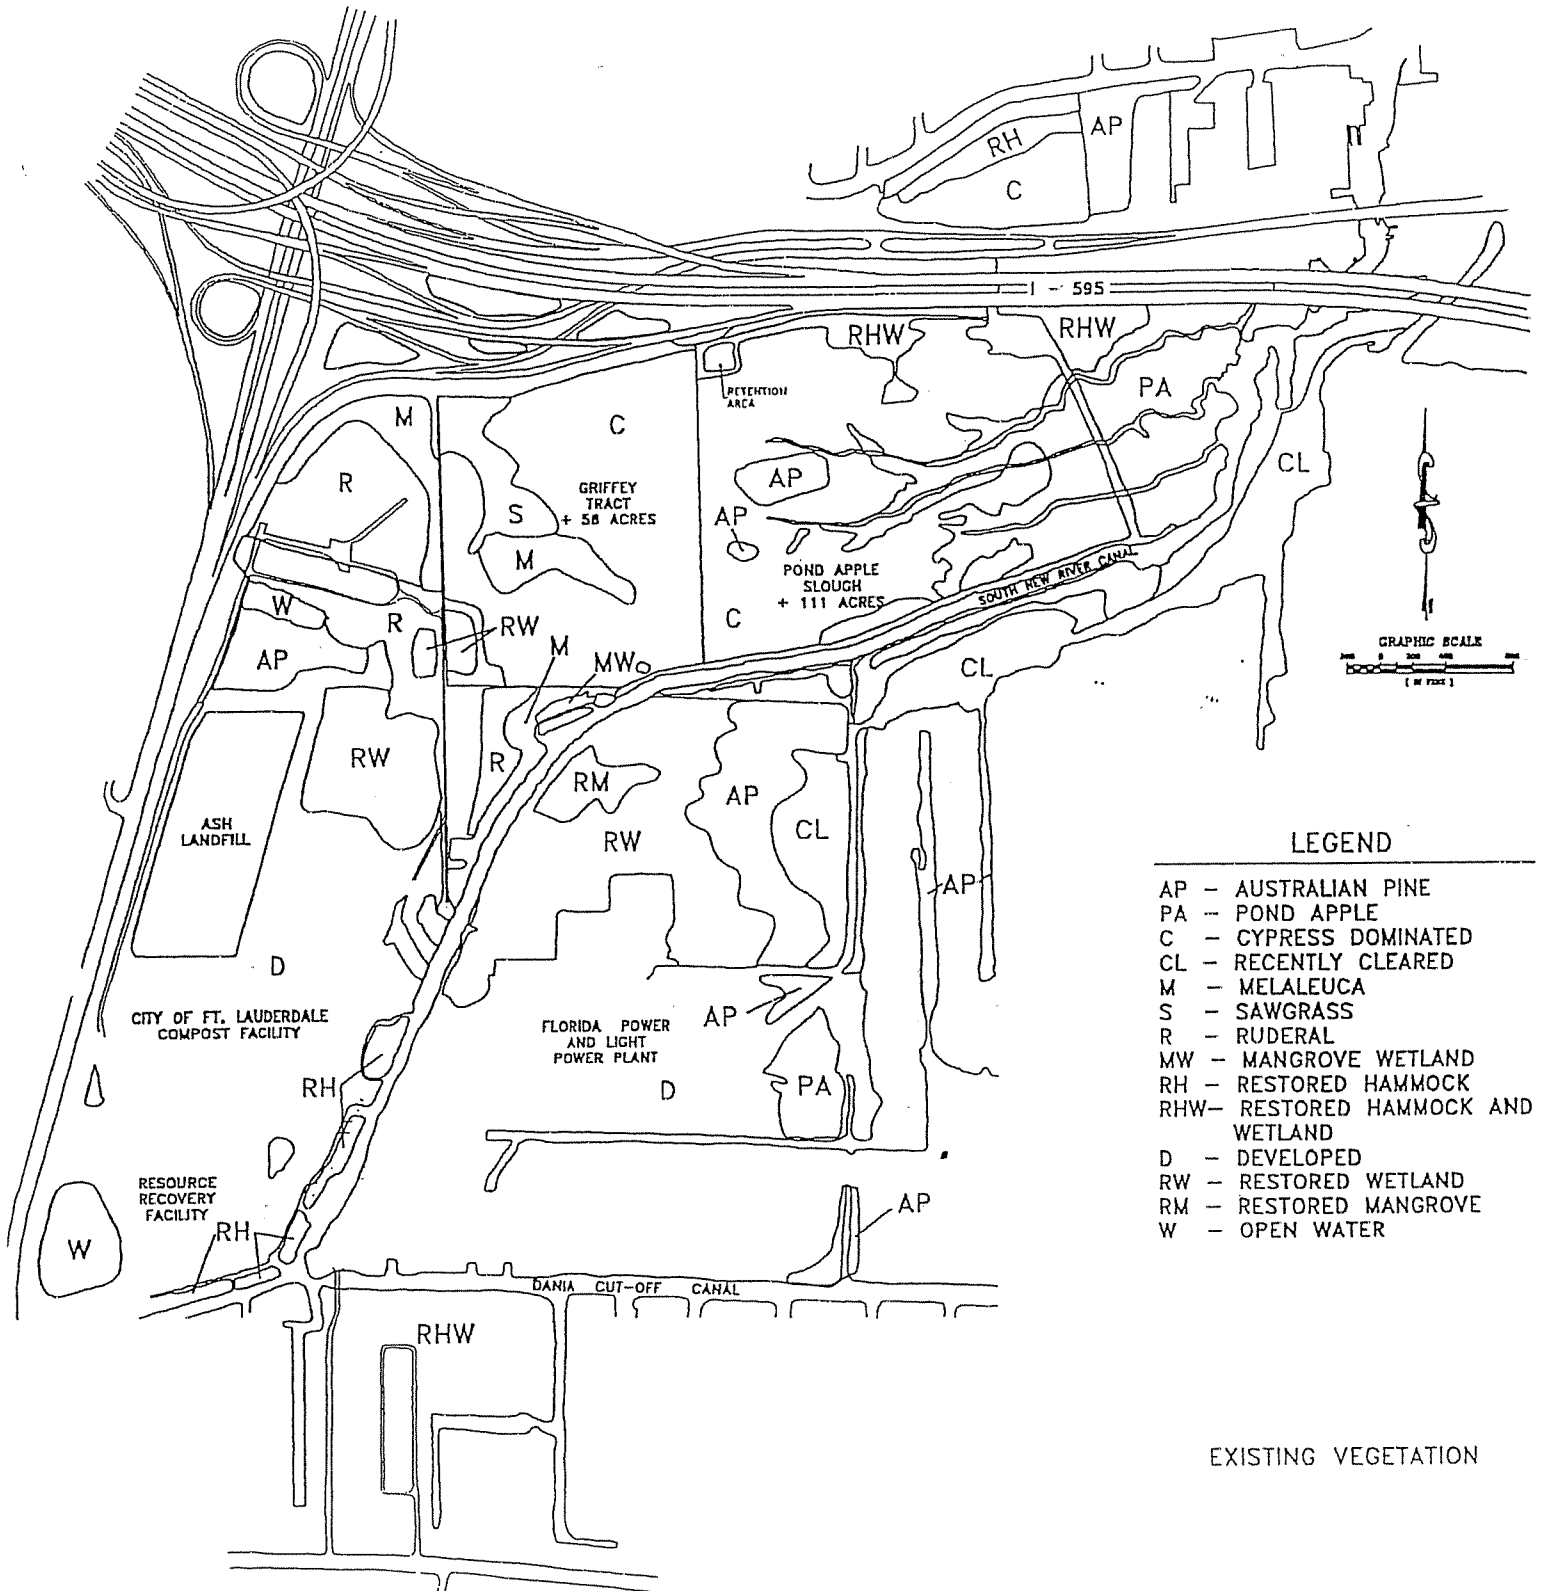 AP
RH
C
I - 595
RHW
RHW
RETENTION
AREA
PA
M
C
CL
R
AP
GRIFFEY
TRACT
+ 58 ACRES
S
AP
M
POND APPLE
SLOUGH
+ 111 ACRES
SOUTH NEW RIVER CANAL
W
R
RW
C
M
MW
AP
CL
GRAPHIC SCALE
( IN FEET )
RW
R
RM
AP
ASH
LANDFILL
RW
CL
AP
D
CITY OF FT. LAUDERDALE
COMPOST FACILITY
AP
FLORIDA POWER
AND LIGHT
POWER PLANT
RH
D
PA
RESOURCE
RECOVERY
FACILITY
RH
W
AP
DANIA CUT-OFF CANAL
RHW
LEGEND
AP - AUSTRALIAN PINE
PA - POND APPLE
C - CYPRESS DOMINATED
CL - RECENTLY CLEARED
M - MELALEUCA
S - SAWGRASS
R - RUDERAL
MW - MANGROVE WETLAND
RH - RESTORED HAMMOCK
RHW- RESTORED HAMMOCK AND
WETLAND
D - DEVELOPED
RW - RESTORED WETLAND
RM - RESTORED MANGROVE
W - OPEN WATER
EXISTING VEGETATION